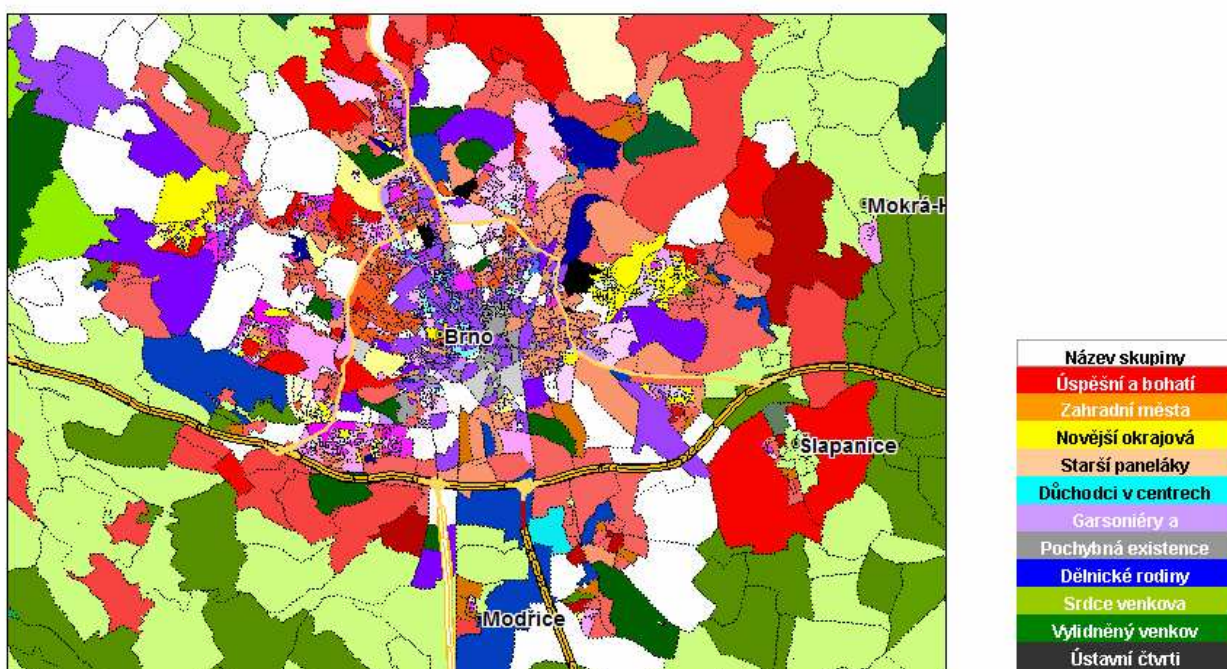 Mokrá-H
Brno
Šlapanice
Modřice
Název skupiny
Úspěšní a bohatí
Zahradní města
Novější okrajová
Starší paneláky
Důchodci v centrech
Garsoniéry a
Pochybná existence
Dělnické rodiny
Srdce venkova
Vylidněný venkov
Ústavní čtvrti